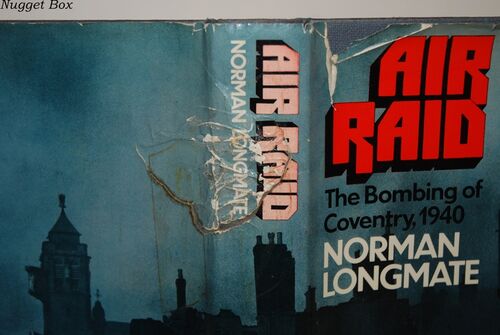 Nugget Box
AIR RAID
NORMAN LONGMATE
AIR
RAID
The Bombing of
Coventry, 1940
NORMAN
LONGMATE